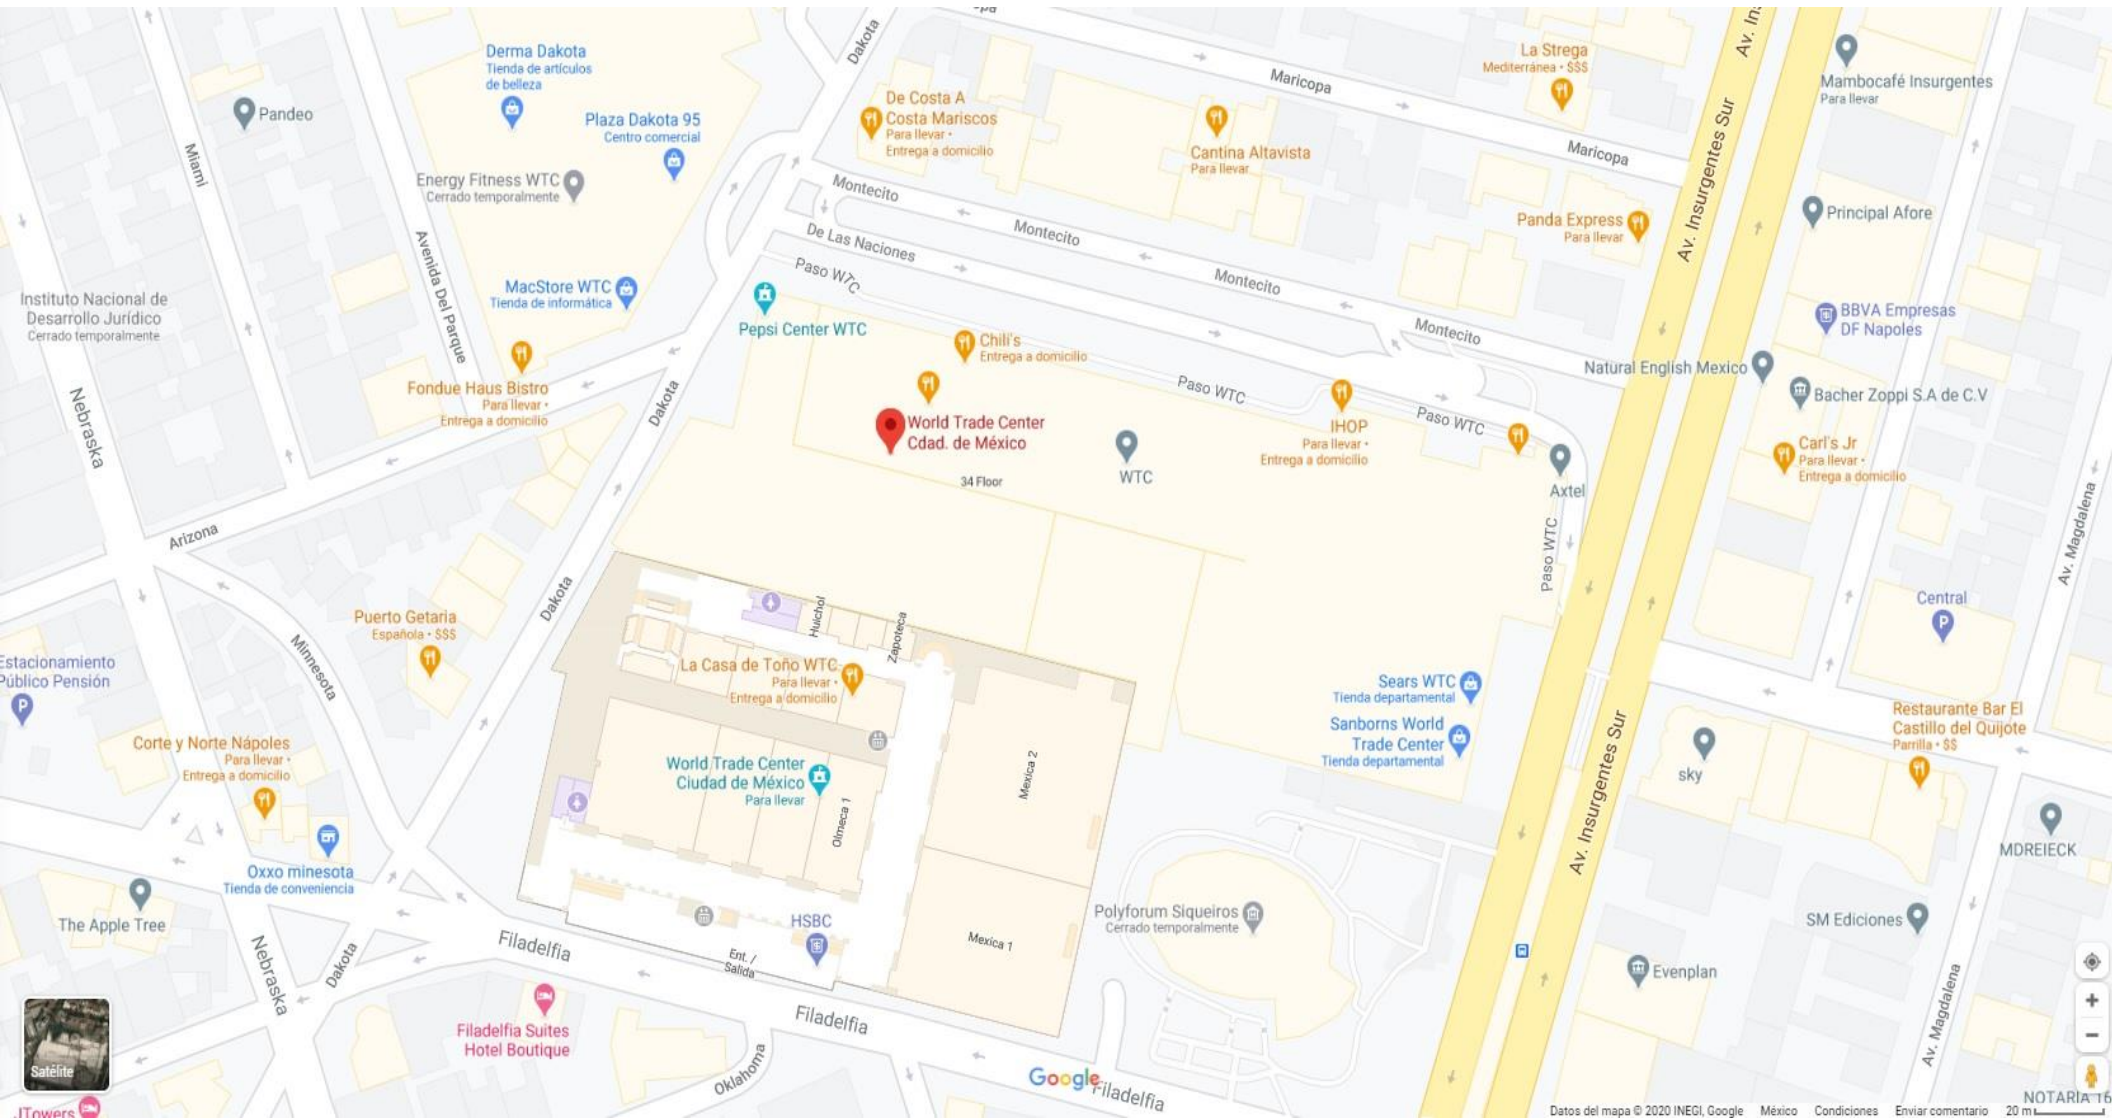 Dakota
Maricopa
Maricopa
La Strega
Mediterránea • $$$
Av. Insurgentes Sur
Mambocafé Insurgentes
Para llevar
Derma Dakota
Tienda de artículos
de belleza
Plaza Dakota 95
Centro comercial
Pandeo
Miami
Energy Fitness WTC
Cerrado temporalmente
De Costa A
Costa Mariscos
Para llevar •
Entrega a domicilio
Cantina Altavista
Para llevar
Panda Express
Para llevar
Principal Afore
Montecito
Montecito
Montecito
Montecito
De Las Naciones
Paso WTC
Avenida Del Parque
MacStore WTC
Tienda de informática
Instituto Nacional de
Desarrollo Jurídico
Cerrado temporalmente
Pepsi Center WTC
Chili's
Entrega a domicilio
BBVA Empresas
DF Napoles
Natural English Mexico
Bacher Zoppi S.A de C.V
Fondue Haus Bistro
Para llevar •
Entrega a domicilio
Dakota
Nebraska
Paso WTC
Paso WTC
World Trade Center
Cdad. de México
34 Floor
WTC
IHOP
Para llevar •
Entrega a domicilio
Axtel
Carl's Jr
Para llevar •
Entrega a domicilio
Av. Magdalena
Arizona
Paso WTC
Dakota
Huichol
Zapoteca
Puerto Getaria
Española • $$$
Central
P
Minnesota
Estacionamiento
Público Pensión
P
La Casa de Toño WTC
Para llevar •
Entrega a domicilio
Sears WTC
Tienda departamental
Sanborns World
Trade Center
Tienda departamental
Restaurante Bar El
Castillo del Quijote
Parrilla • $$
sky
Av. Insurgentes Sur
Corte y Norte Nápoles
Para llevar •
Entrega a domicilio
World Trade Center
Ciudad de México
Para llevar
Olmeca 1
Mexica 2
MDREIECK
Oxxo minesota
Tienda de conveniencia
The Apple Tree
HSBC
Mexica 1
Polyforum Siqueiros
Cerrado temporalmente
SM Ediciones
Evenplan
Nebraska
Dakota
Filadelfia
Ent. /
Salida
Filadelfia
Filadelfia Suites
Hotel Boutique
Oklahoma
Google
Filadelfia
Av. Magdalena
Satélite
JTowers
NOTARIA 16
Datos del mapa © 2020 INEGI, Google México Condiciones Enviar comentario 20 m